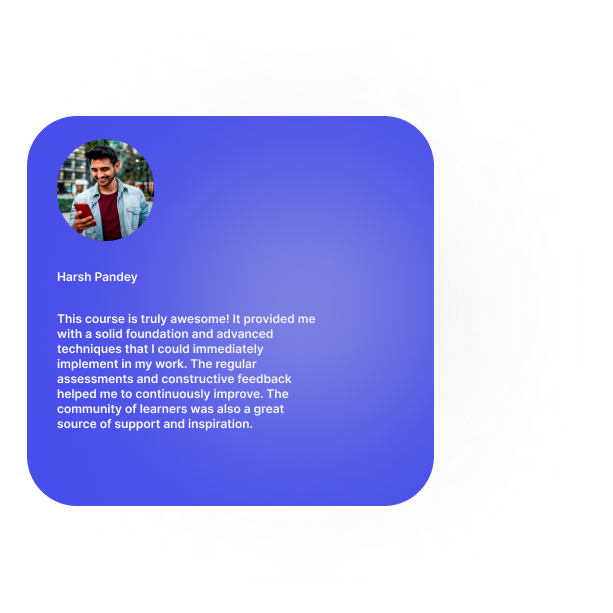 Harsh Pandey
This course is truly awesome! It provided me
with a solid foundation and advanced
techniques that I could immediately
implement in my work. The regular
assessments and constructive feedback
helped me to continuously improve. The
community of learners was also a great
source of support and inspiration.